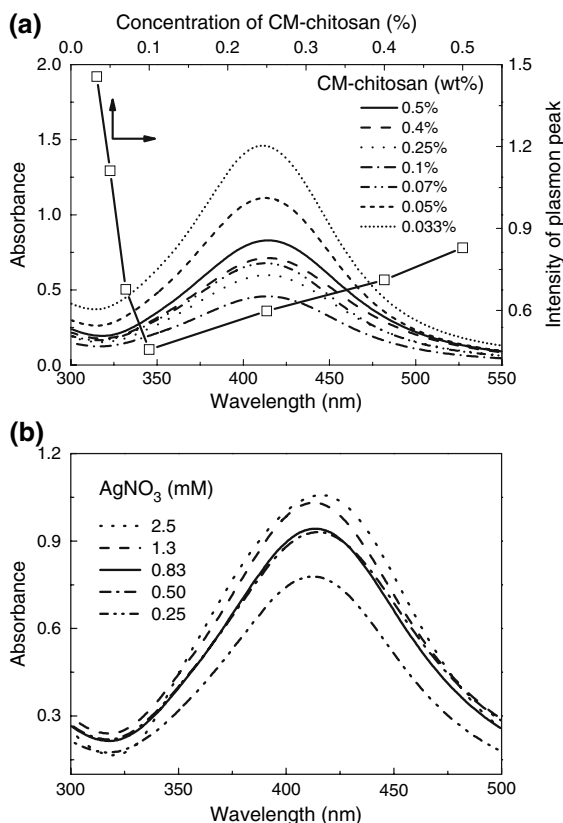 (a)
Concentration of CM-chitosan (%)
0.0 0.1 0.2 0.3 0.4 0.5
2.0
1.5
1.0
0.5
0.0
Absorbance
CM-chitosan (wt%)
0.5%
0.4%
0.25%
0.1%
0.07%
0.05%
0.033%
1.5
1.2
0.9
0.6
Intensity of plasmon peak
300 350 400 450 500 550
Wavelength (nm)
(b)
1.2
0.9
0.6
0.3
Absorbance
AgNO3 (mM)
2.5
1.3
0.83
0.50
0.25
300 350 400 450 500
Wavelength (nm)